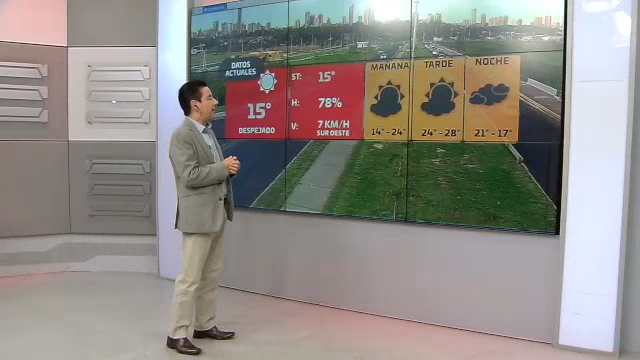 DATOS
ACTUALES
15°
DESPEJADO
ST: 15°
H: 78%
V: 7 KM/H
SUR OESTE
MAÑANA
14° - 24°
TARDE
24° - 28°
NOCHE
21° - 17°